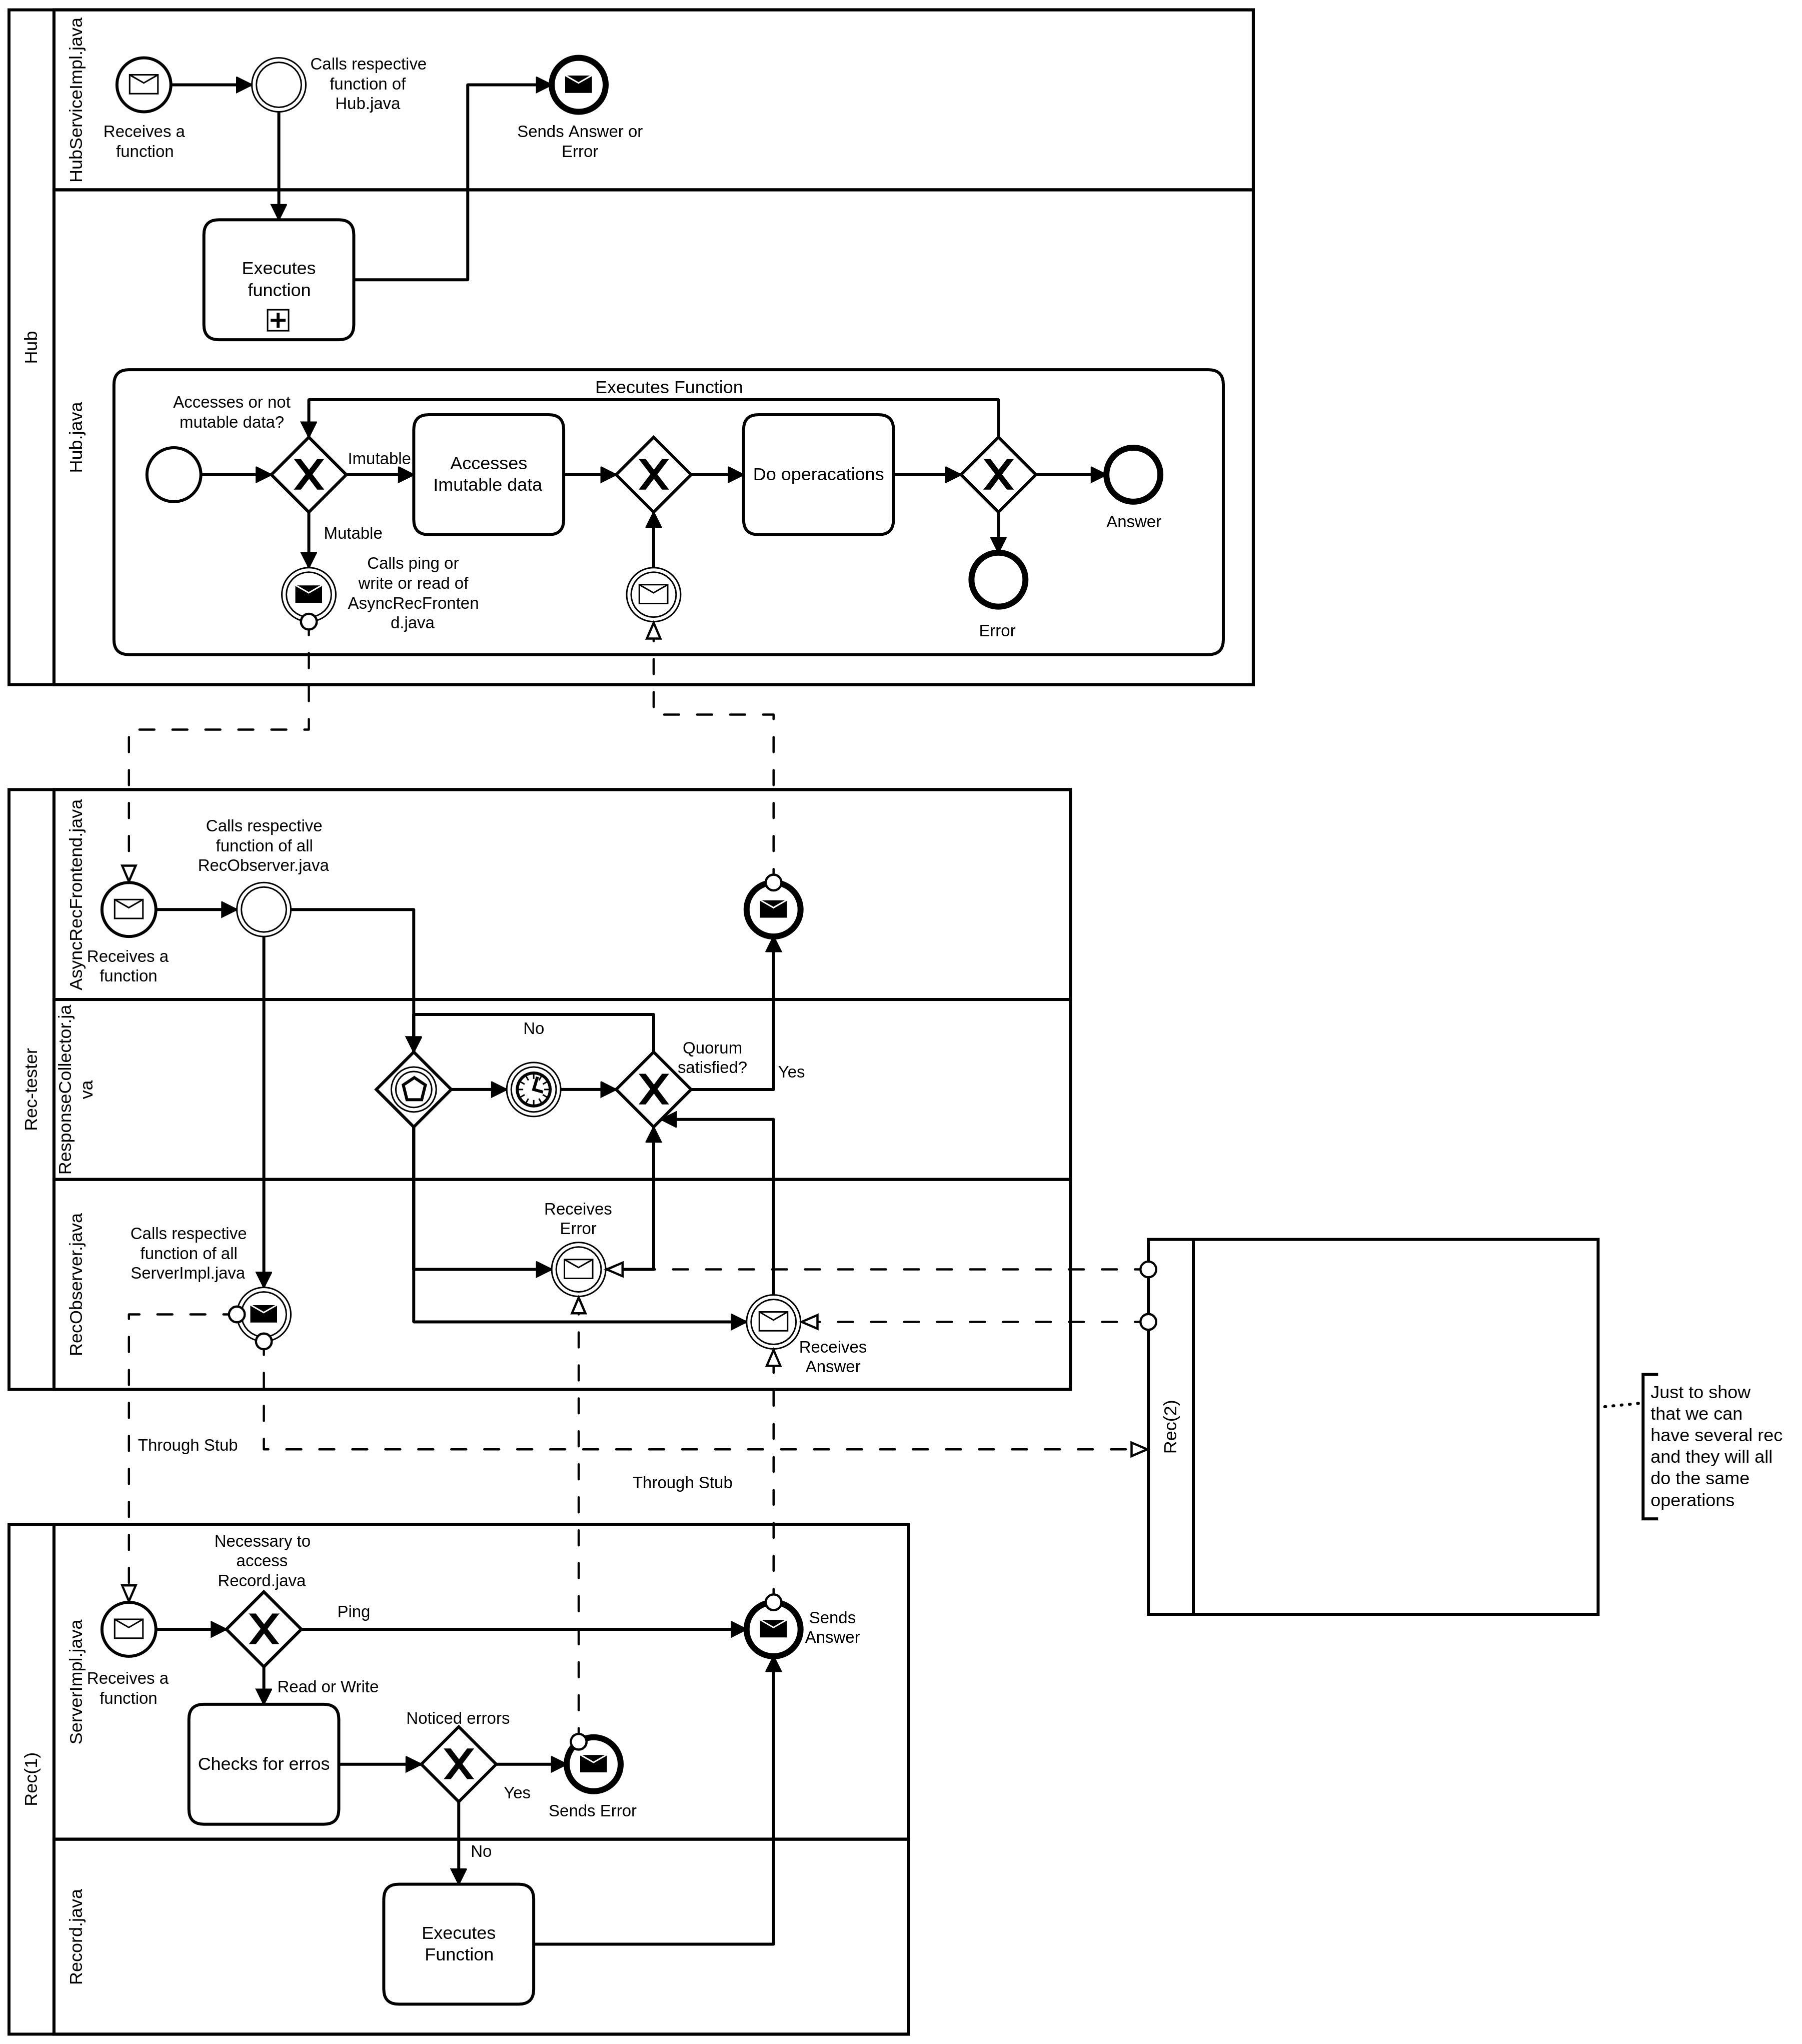 Hub
HubServiceImpl.java
Receives a
function
Calls respective
function of
Hub.java
Sends Answer or
Error
Hub.java
Executes
function
Executes Function
Accesses or not
mutable data?
Imutable
Accesses
Imutable data
Do operacations
Answer
Mutable
Calls ping or
write or read of
AsyncRecFronten
d.java
Error
Rec-tester
AsyncRecFrontend.java
Calls respective
function of all
RecObserver.java
Receives a
function
ResponseCollector.ja
va
No
Quorum
satisfied?
Yes
RecObserver.java
Calls respective
function of all
ServerImpl.java
Receives
Error
Receives
Answer
Through Stub
Through Stub
Rec(2)
Just to show
that we can
have several rec
and they will all
do the same
operations
Rec(1)
ServerImpl.java
Necessary to
access
Record.java
Receives a
function
Ping
Sends
Answer
Read or Write
Checks for erros
Noticed errors
Yes
Sends Error
No
Record.java
Executes
Function